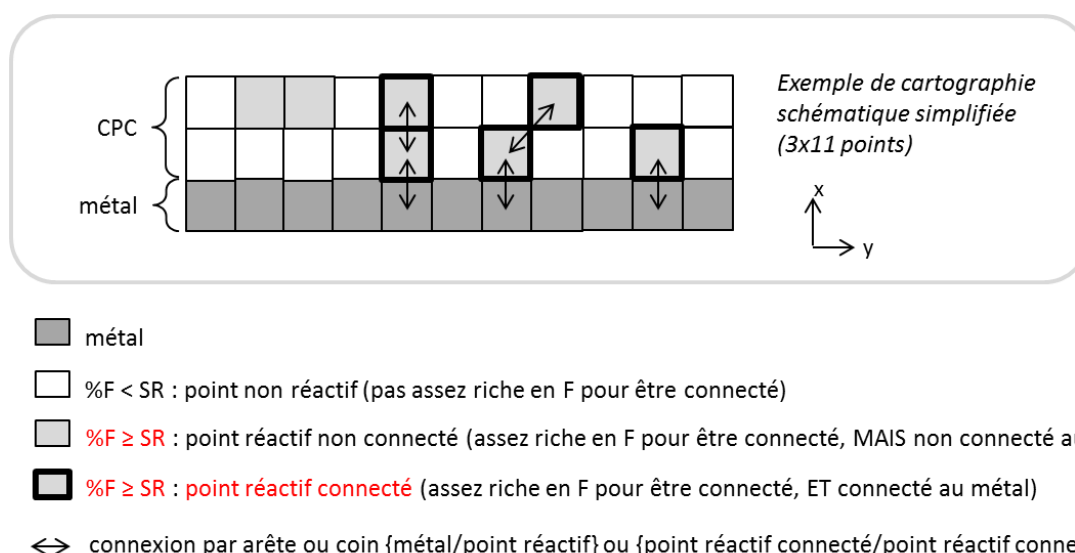 Exemple de cartographie
schématique simplifiée
(3x11 points)
CPC
métal
x
y
métal
%F < SR : point non réactif (pas assez riche en F pour être connecté)
%F ≥ SR : point réactif non connecté (assez riche en F pour être connecté, MAIS non connecté au
%F ≥ SR : point réactif connecté (assez riche en F pour être connecté, ET connecté au métal)
connexion par arête ou coin {métal/point réactif} ou {point réactif connecté/point réactif conne